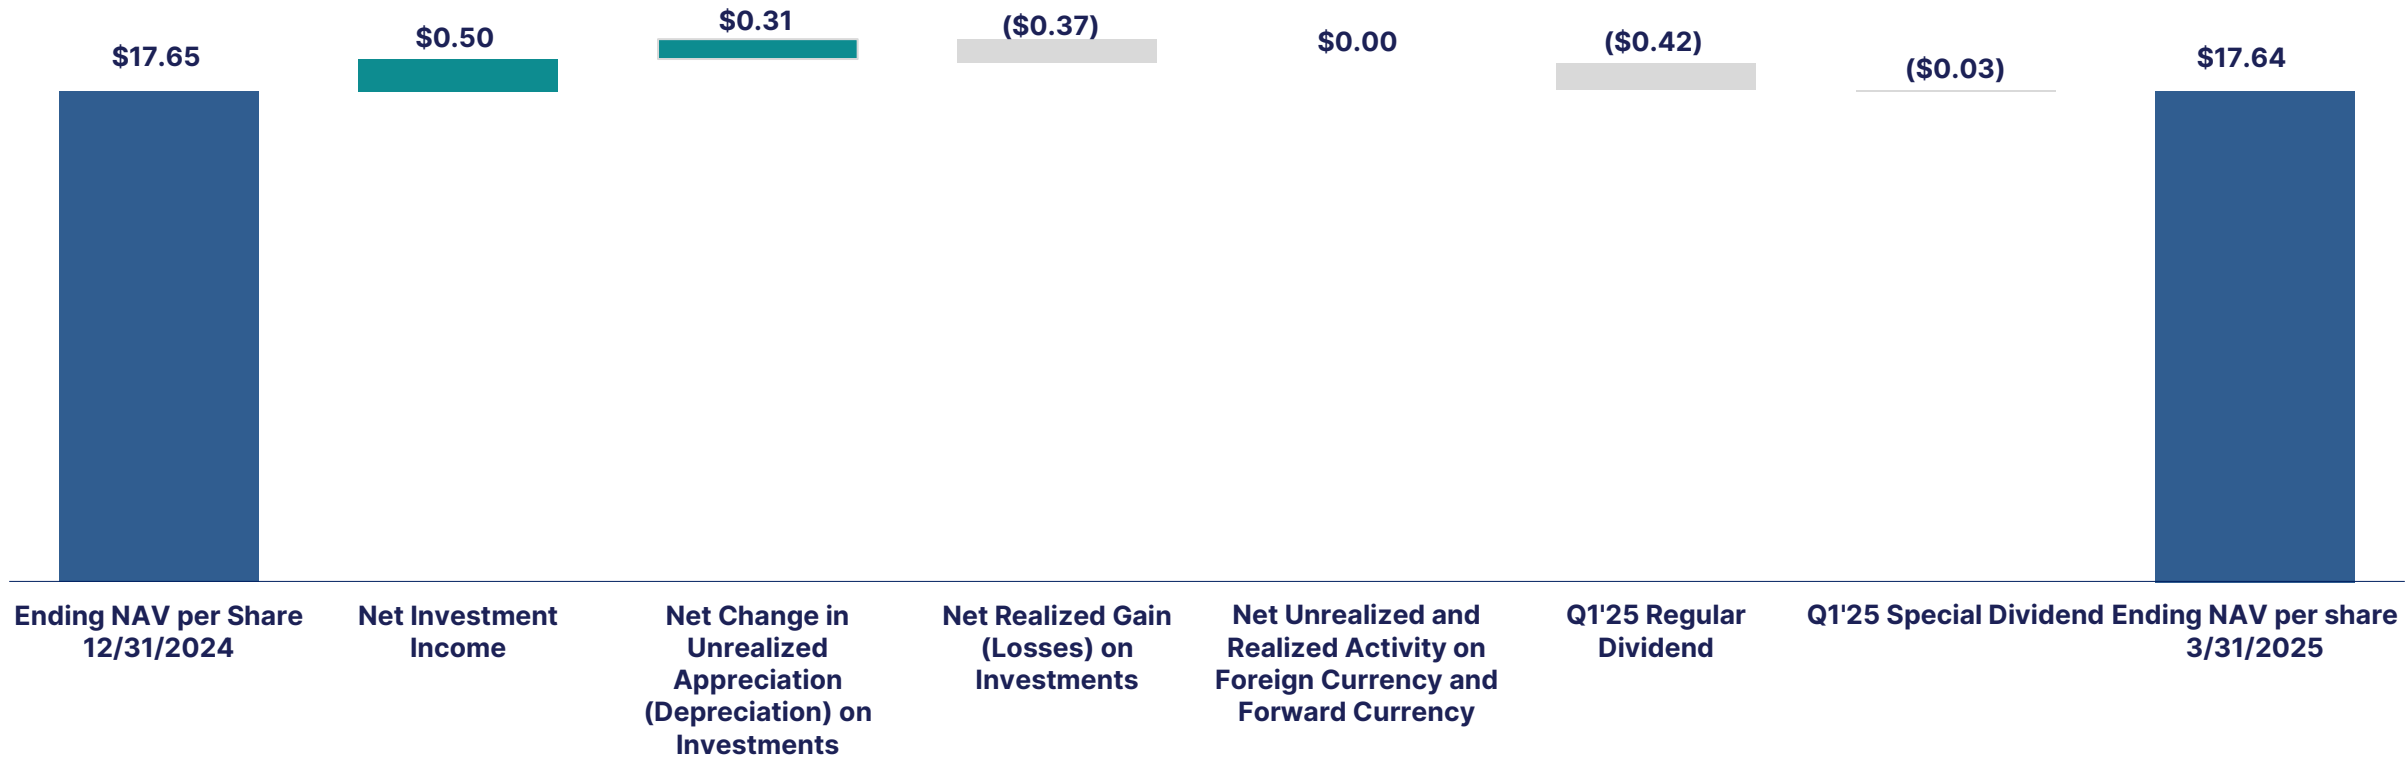 $17.65
$0.50
$0.31
($0.37)
$0.00
($0.42)
($0.03)
$17.64
Ending NAV per Share
12/31/2024
Net Investment
Income
Net Change in
Unrealized
Appreciation
(Depreciation) on
Investments
Net Realized Gain
(Losses) on
Investments
Net Unrealized and
Realized Activity on
Foreign Currency and
Forward Currency
Q1'25 Regular
Dividend
Q1'25 Special Dividend
Ending NAV per share
3/31/2025